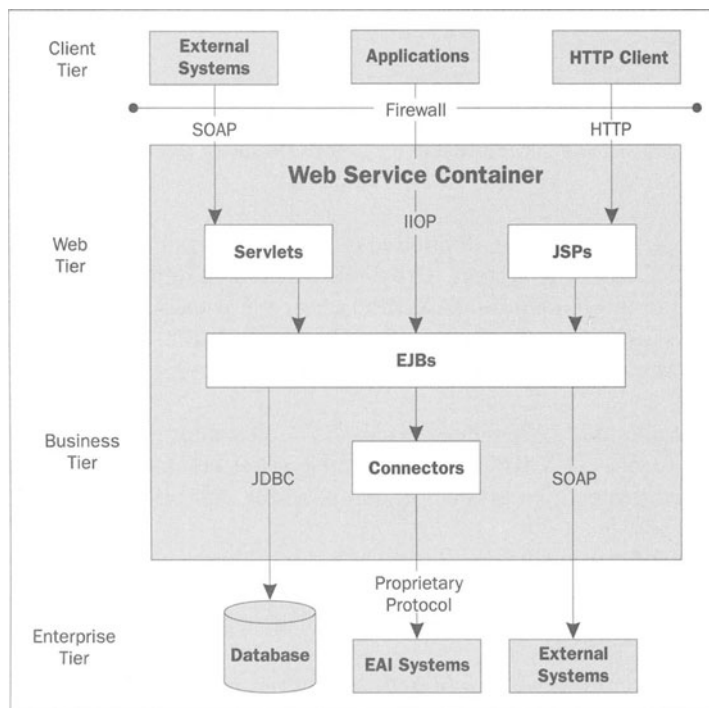 Client
Tier
External
Systems
Applications
HTTP Client
Firewall
SOAP
HTTP
Web Service Container
IIOP
Web
Tier
Servlets
JSPs
EJBs
Business
Tier
Connectors
JDBC
SOAP
Proprietary
Protocol
Enterprise
Tier
Database
EAI Systems
External
Systems